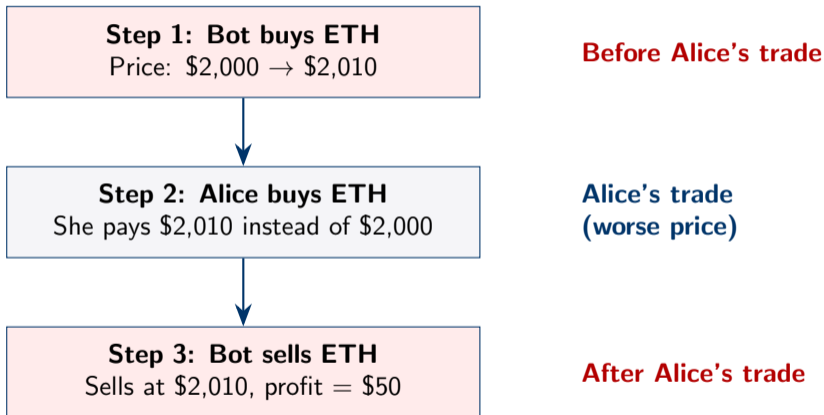 Step 1: Bot buys ETH
Price: $2,000 → $2,010
Before Alice's trade
Step 2: Alice buys ETH
She pays $2,010 instead of $2,000
Alice's trade
(worse price)
Step 3: Bot sells ETH
Sells at $2,010, profit = $50
After Alice's trade